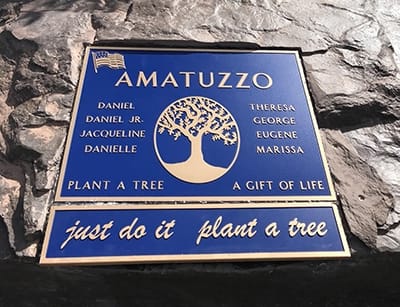 AMATUZZO
DANIEL
DANIEL JR.
JACQUELINE
DANIELLE
THERESA
GEORGE
EUGENE
MARISSA
PLANT A TREE
A GIFT OF LIFE
just do it plant a tree